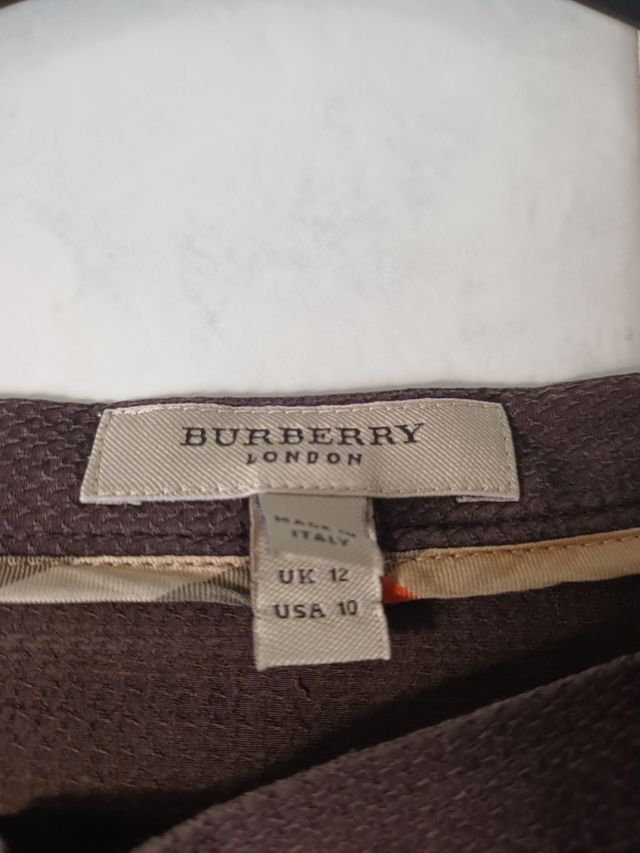 BURBERRY
LONDON
MADE IN
ITALY
UK 12
USA 10